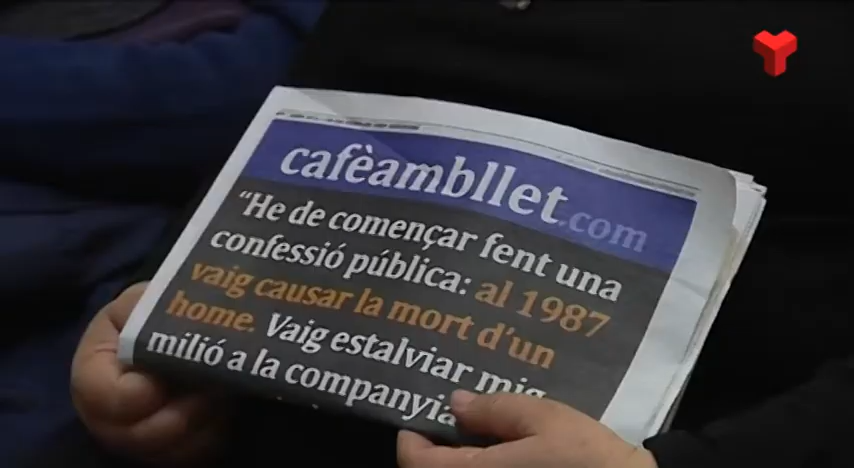 cafèambllet.com
“He de començar fent una
confessió pública: al 1987
vaig causar la mort d’un
home. Vaig estalviar mig
milió a la companyia